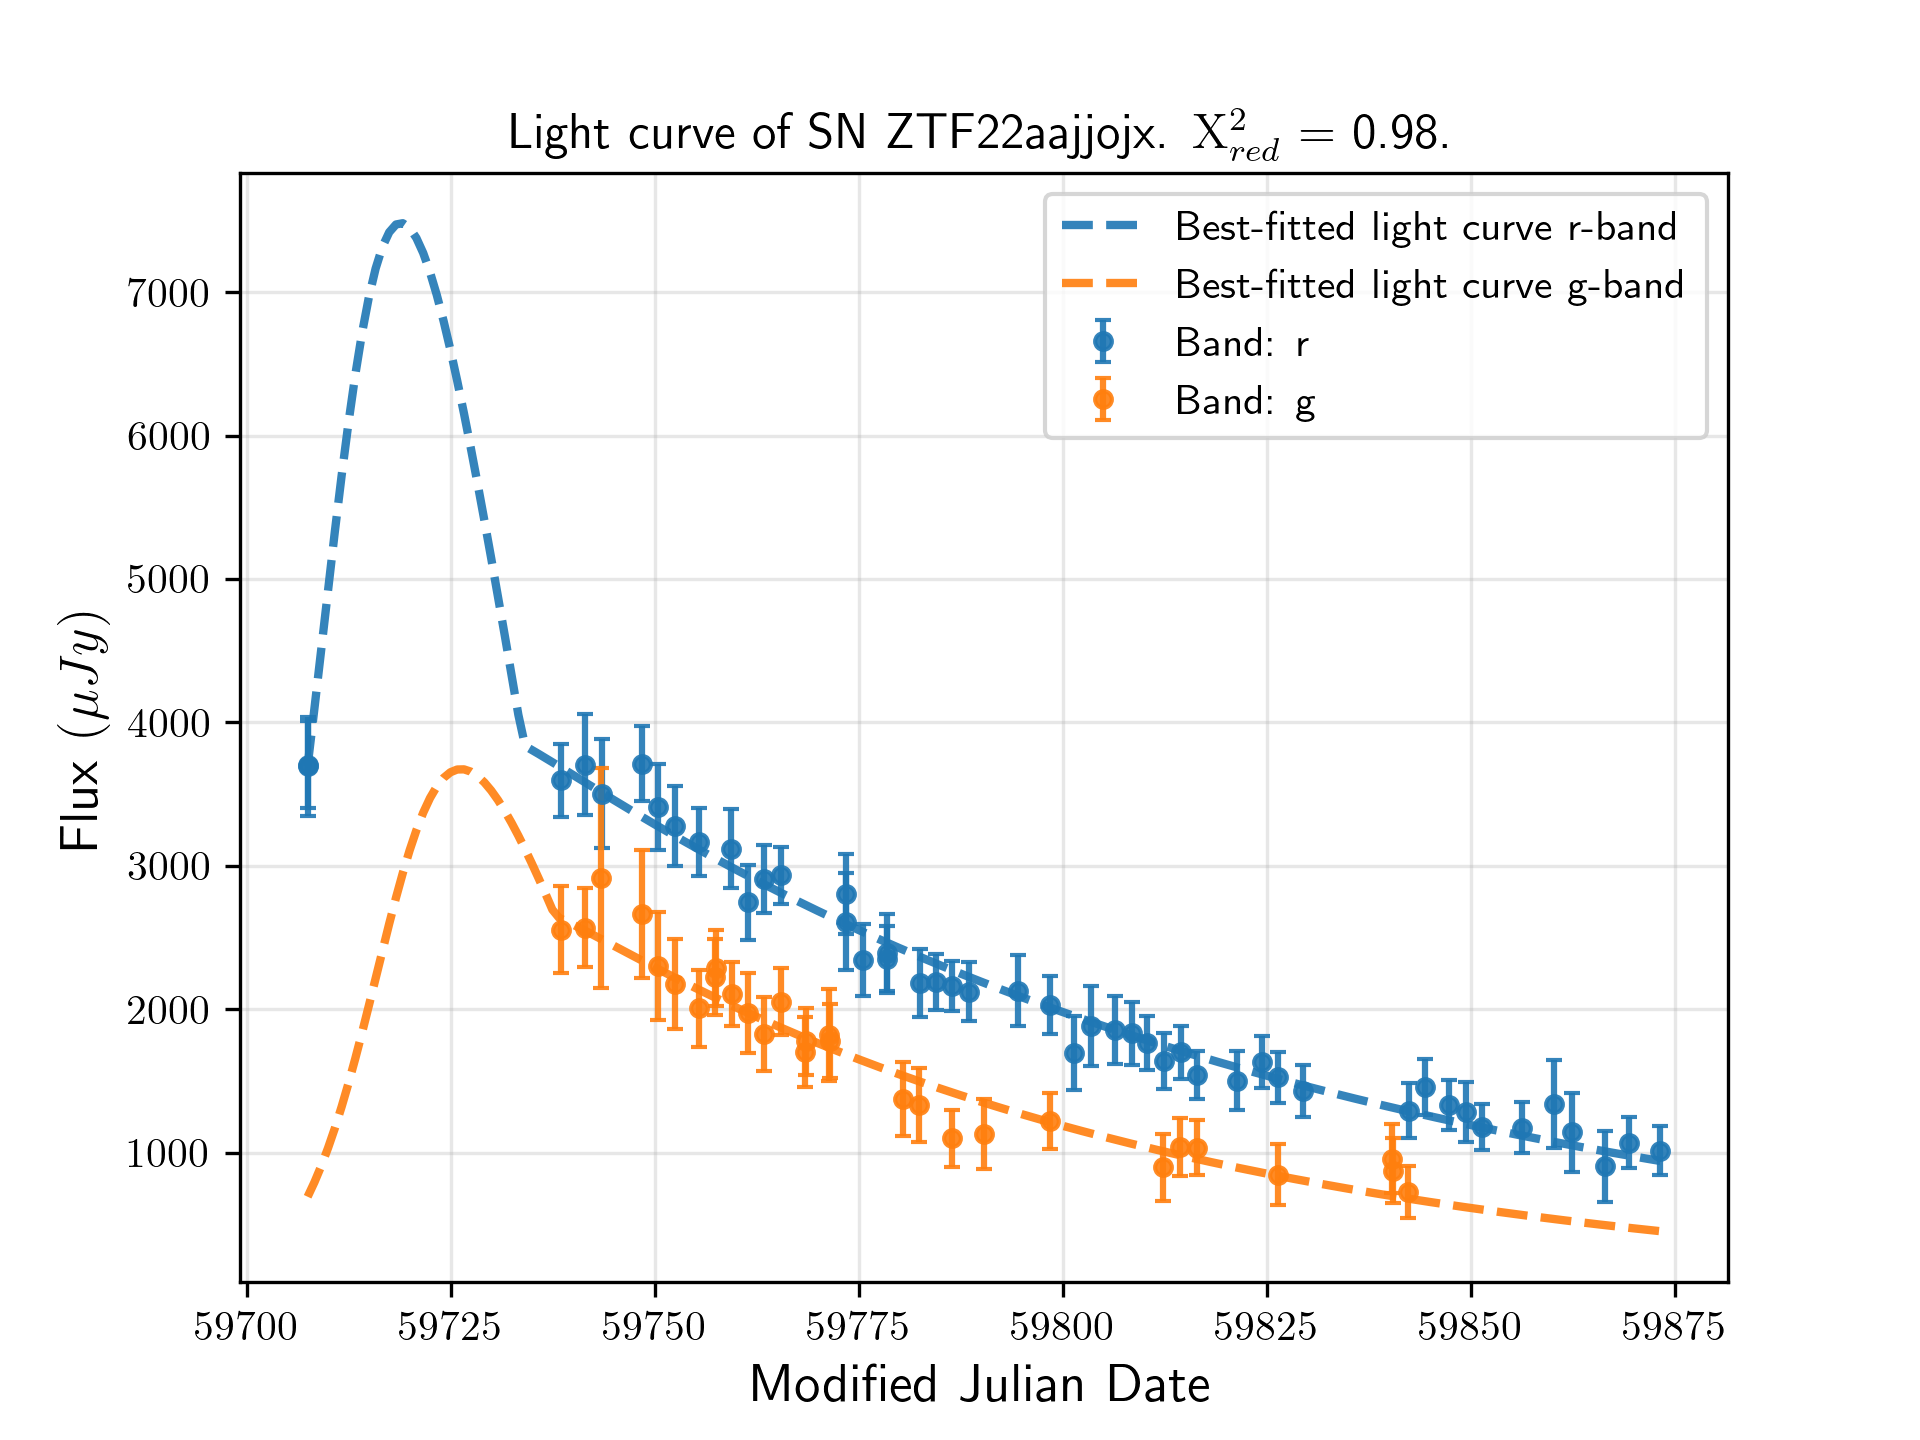 Light curve of SN ZTF22aajjojx. X²_red = 0.98.
Best-fitted light curve r-band
Best-fitted light curve g-band
Band: r
Band: g
Flux (μJy)
7000
6000
5000
4000
3000
2000
1000
59700 59725 59750 59775 59800 59825 59850 59875
Modified Julian Date